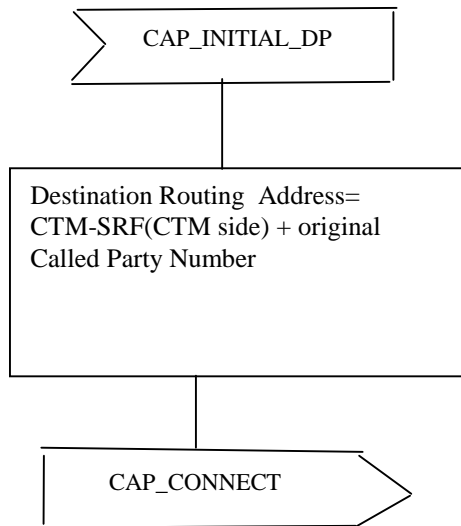 CAP_INITIAL_DP
Destination Routing Address=
CTM-SRF(CTM side) + original
Called Party Number
CAP_CONNECT